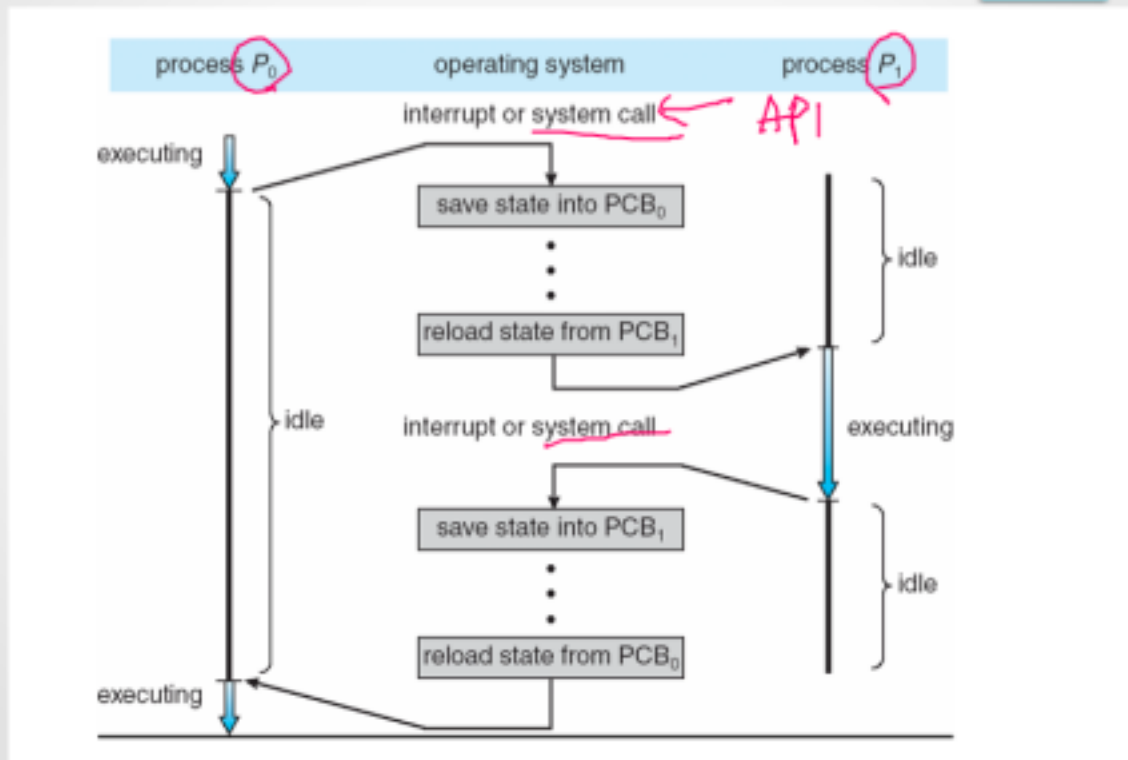 process P₀ operating system process P₁
interrupt or system call API
executing
save state into PCB₀
idle
reload state from PCB₁
idle
interrupt or system call
executing
save state into PCB₁
idle
reload state from PCB₀
executing